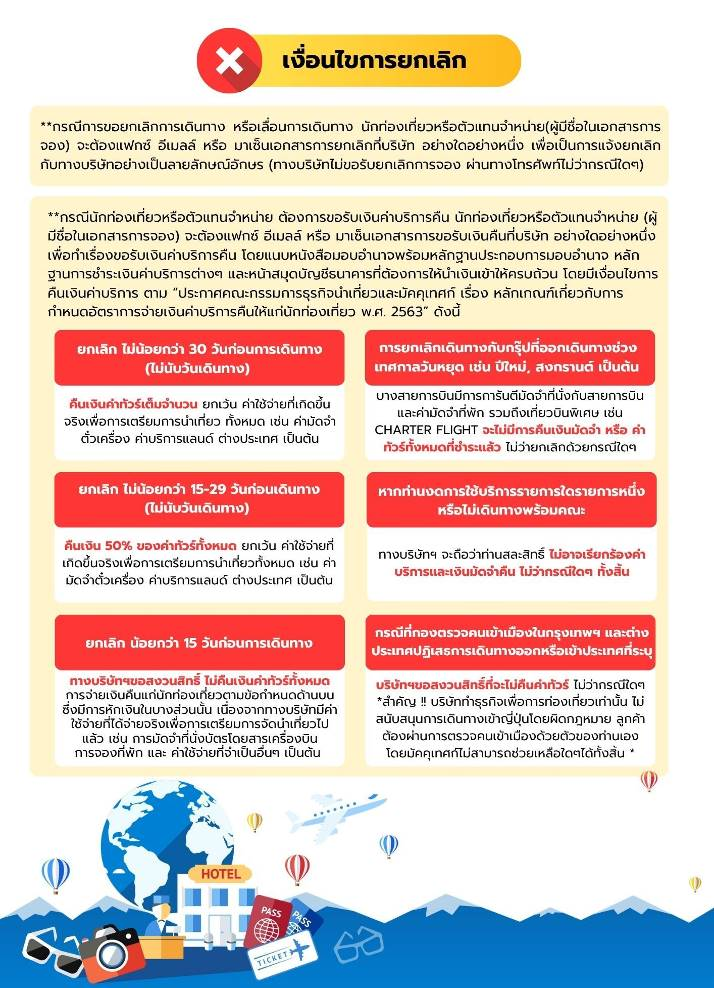 เงื่อนไขการยกเลิก
**กรณีการขอยกเลิกการเดินทาง หรือเลื่อนการเดินทาง นักท่องเที่ยวหรือตัวแทนจำหน่าย(ผู้มีชื่อในเอกสารการ
จอง) จะต้องแฟกซ์ อีเมลล์ หรือ มาเซ็นเอกสารการยกเลิกที่บริษัท อย่างใดอย่างหนึ่ง เพื่อเป็นการแจ้งยกเลิก
กับทางบริษัทอย่างเป็นลายลักษณ์อักษร (ทางบริษัทไม่ขอรับยกเลิกการจอง ผ่านทางโทรศัพท์ไม่ว่ากรณีใดๆ)
**กรณีนักท่องเที่ยวหรือตัวแทนจำหน่าย ต้องการขอรับเงินค่าบริการคืน นักท่องเที่ยวหรือตัวแทนจำหน่าย (ผู้
มีชื่อในเอกสารการจอง) จะต้องแฟกซ์ อีเมลล์ หรือ มาเซ็นเอกสารการขอรับเงินคืนที่บริษัท อย่างใดอย่างหนึ่ง
เพื่อทำเรื่องขอรับเงินค่าบริการคืน โดยแนบหนังสือมอบอำนาจพร้อมหลักฐานประกอบการมอบอำนาจ หลัก
ฐานการชำระเงินค่าบริการต่างๆ และหน้าสมุดบัญชีธนาคารที่ต้องการให้นำเงินเข้าให้ครบถ้วน โดยมีเงื่อนไขการ
คืนเงินค่าบริการ ตาม “ประกาศคณะกรรมการธุรกิจนำเที่ยวและมัคคุเทศก์ เรื่อง หลักเกณฑ์เกี่ยวกับการ
กำหนดอัตราการจ่ายเงินค่าบริการคืนให้แก่นักท่องเที่ยว พ.ศ. 2563” ดังนี้
ยกเลิก ไม่น้อยกว่า 30 วันก่อนการเดินทาง
(ไม่นับวันเดินทาง)
คืนเงินค่าทัวร์เต็มจำนวน ยกเว้น ค่าใช้จ่ายที่เกิดขึ้น
จริงเพื่อการเตรียมการนำเที่ยว ทั้งหมด เช่น ค่ามัดจำ
ตั๋วเครื่อง ค่าบริการแลนด์ ต่างประเทศ เป็นต้น
การยกเลิกเดินทางกับกรุ๊ปที่ออกเดินทางช่วง
เทศกาลวันหยุด เช่น ปีใหม่, สงกรานต์ เป็นต้น
บางสายการบินมีการการันตีมัดจำที่นั่งกับสายการบิน
และค่ามัดจำที่พัก รวมถึงเที่ยวบินพิเศษ เช่น
CHARTER FLIGHT จะไม่มีการคืนเงินมัดจำ หรือ ค่า
ทัวร์ทั้งหมดที่ชำระแล้ว ไม่ว่ายกเลิกด้วยกรณีใดๆ
ยกเลิก ไม่น้อยกว่า 15-29 วันก่อนเดินทาง
(ไม่นับวันเดินทาง)
คืนเงิน 50% ของค่าทัวร์ทั้งหมด ยกเว้น ค่าใช้จ่ายที่
เกิดขึ้นจริงเพื่อการเตรียมการนำเที่ยวทั้งหมด เช่น ค่า
มัดจำตั๋วเครื่อง ค่าบริการแลนด์ ต่างประเทศ เป็นต้น
หากท่านงดการใช้บริการรายการใดรายการหนึ่ง
หรือไม่เดินทางพร้อมคณะ
ทางบริษัทฯ จะถือว่าท่านสละสิทธิ์ ไม่อาจเรียกร้องค่า
บริการและเงินมัดจำคืน ไม่ว่ากรณีใดๆ ทั้งสิ้น
ยกเลิก น้อยกว่า 15 วันก่อนการเดินทาง
ทางบริษัทฯขอสงวนสิทธิ์ ไม่คืนเงินค่าทัวร์ทั้งหมด
การจ่ายเงินคืนแก่นักท่องเที่ยวตามข้อกำหนดด้านบน
ซึ่งมีการหักเงินในบางส่วนนั้น เนื่องจากทางบริษัทมีค่า
ใช้จ่ายที่ได้จ่ายจริงเพื่อการเตรียมการจัดนำเที่ยวไป
แล้ว เช่น การมัดจำที่นั่งบัตรโดยสารเครื่องบิน
การจองที่พัก และ ค่าใช้จ่ายที่จำเป็นอื่นๆ เป็นต้น
กรณีที่กองตรวจคนเข้าเมืองในกรุงเทพฯ และต่าง
ประเทศปฏิเสธการเดินทางออกหรือเข้าประเทศที่ระบุ
บริษัทฯขอสงวนสิทธิ์ที่จะไม่คืนค่าทัวร์ ไม่ว่ากรณีใดๆ
*สำคัญ !! บริษัททำธุรกิจเพื่อการท่องเที่ยวเท่านั้น ไม่
สนับสนุนการเดินทางเข้าญี่ปุ่นโดยผิดกฎหมาย ลูกค้า
ต้องผ่านการตรวจคนเข้าเมืองด้วยตัวของท่านเอง
โดยมัคคุเทศก์ไม่สามารถช่วยเหลือใดๆได้ทั้งสิ้น *
HOTEL
PASS
PASS
TICKET